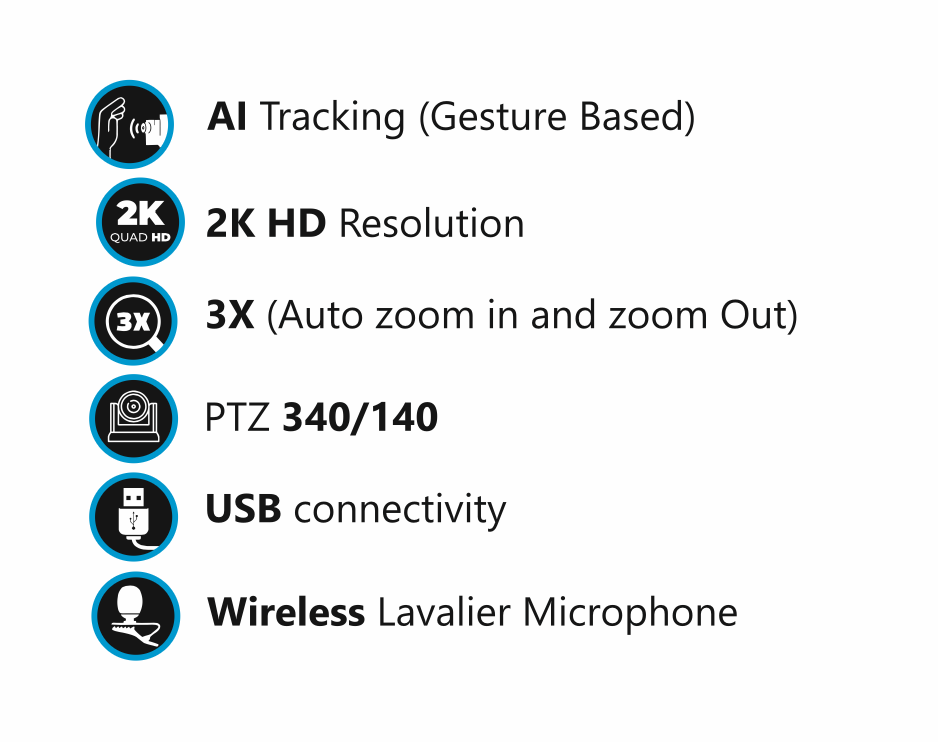 AI Tracking (Gesture Based)
2K
QUAD HD
2K HD Resolution
3X
3X (Auto zoom in and zoom Out)
PTZ 340/140
USB connectivity
Wireless Lavalier Microphone